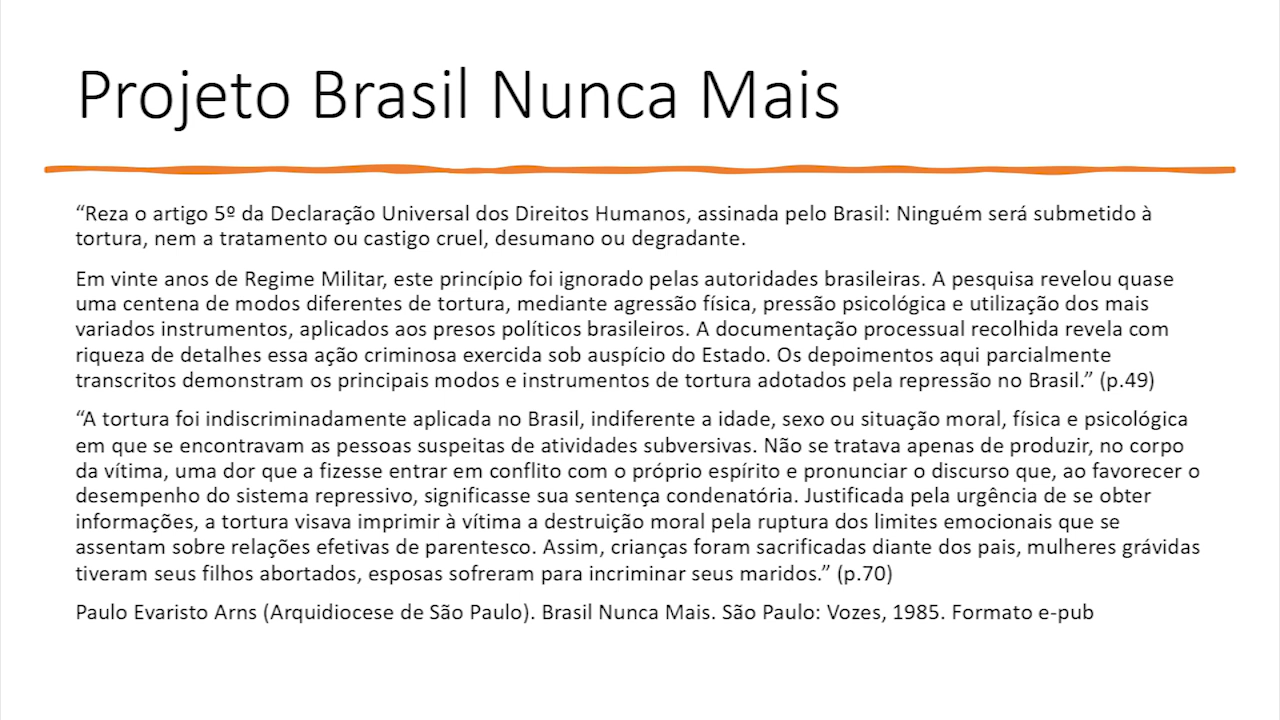 Projeto Brasil Nunca Mais
“Reza o artigo 5º da Declaração Universal dos Direitos Humanos, assinada pelo Brasil: Ninguém será submetido à
tortura, nem a tratamento ou castigo cruel, desumano ou degradante.
Em vinte anos de Regime Militar, este princípio foi ignorado pelas autoridades brasileiras. A pesquisa revelou quase
uma centena de modos diferentes de tortura, mediante agressão física, pressão psicológica e utilização dos mais
variados instrumentos, aplicados aos presos políticos brasileiros. A documentação processual recolhida revela com
riqueza de detalhes essa ação criminosa exercida sob auspício do Estado. Os depoimentos aqui parcialmente
transcritos demonstram os principais modos e instrumentos de tortura adotados pela repressão no Brasil.” (p.49)
“A tortura foi indiscriminadamente aplicada no Brasil, indiferente a idade, sexo ou situação moral, física e psicológica
em que se encontravam as pessoas suspeitas de atividades subversivas. Não se tratava apenas de produzir, no corpo
da vítima, uma dor que a fizesse entrar em conflito com o próprio espírito e pronunciar o discurso que, ao favorecer o
desempenho do sistema repressivo, significasse sua sentença condenatória. Justificada pela urgência de se obter
informações, a tortura visava imprimir à vítima a destruição moral pela ruptura dos limites emocionais que se
assentam sobre relações efetivas de parentesco. Assim, crianças foram sacrificadas diante dos pais, mulheres grávidas
tiveram seus filhos abortados, esposas sofreram para incriminar seus maridos.” (p.70)
Paulo Evaristo Arns (Arquidiocese de São Paulo). Brasil Nunca Mais. São Paulo: Vozes, 1985. Formato e-pub